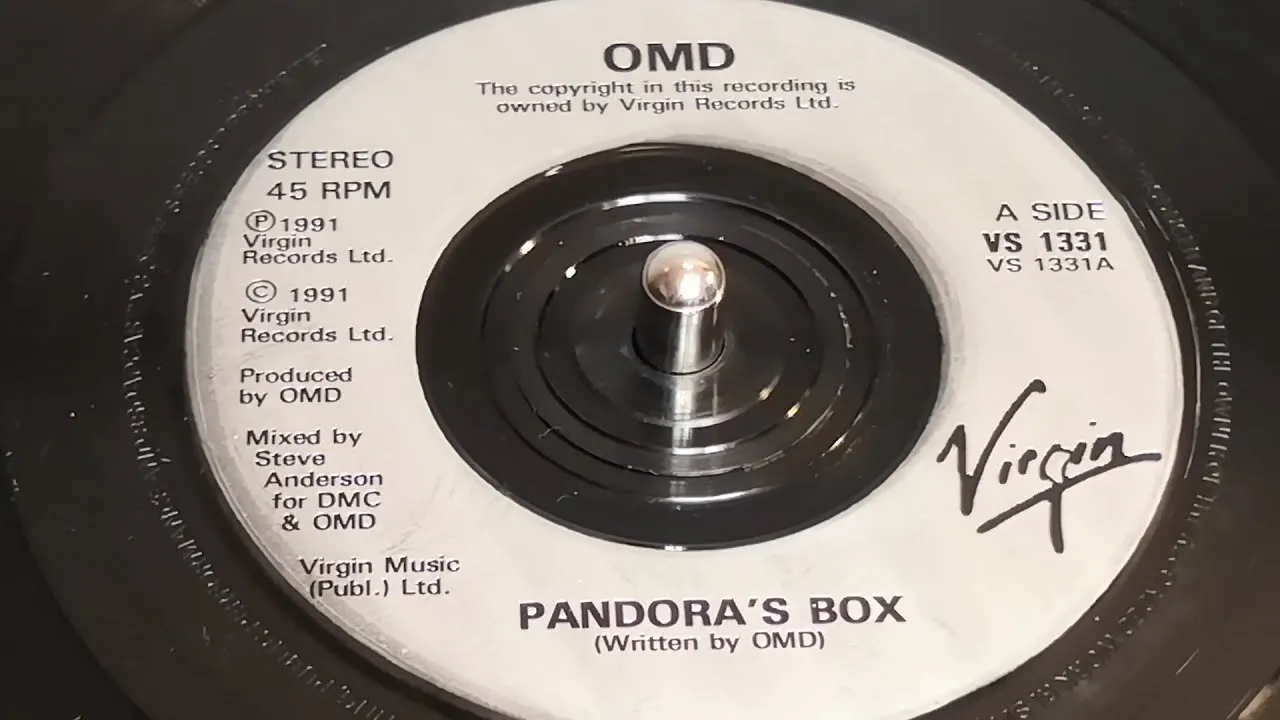 OMD
The copyright in this recording is
owned by Virgin Records Ltd.
STEREO
45 RPM
Ⓟ1991
Virgin
Records Ltd.
© 1991
Virgin
Records Ltd.
Produced
by OMD
Mixed by
Steve
Anderson
for DMC
& OMD
Virgin Music
(Publ.) Ltd.
A SIDE
VS 1331
VS 1331A
Virgin
PANDORA'S BOX
(Written by OMD)